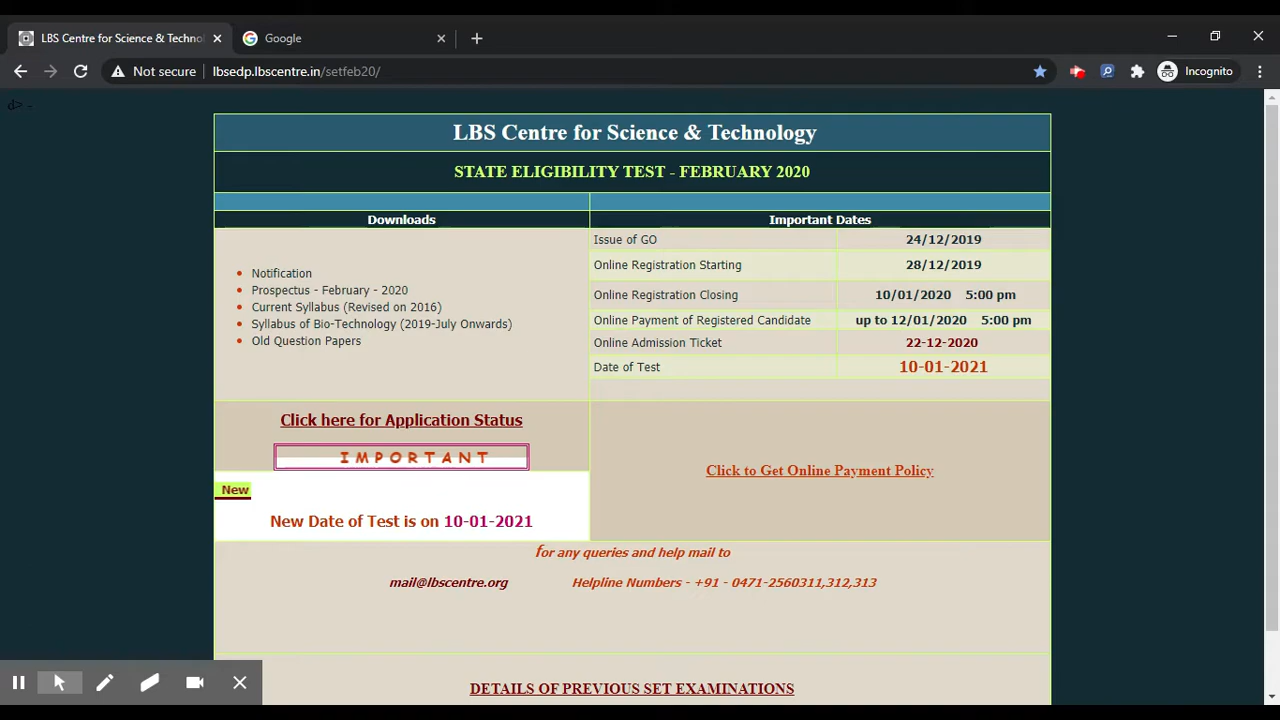 LBS Centre for Science & Technol
Google
Not secure
lbsedp.lbscentre.in/setfeb20/
Incognito
d> -
LBS Centre for Science & Technology
STATE ELIGIBILITY TEST - FEBRUARY 2020
Downloads
Important Dates
Notification
Prospectus - February - 2020
Current Syllabus (Revised on 2016)
Syllabus of Bio-Technology (2019-July Onwards)
Old Question Papers
Issue of GO 24/12/2019
Online Registration Starting 28/12/2019
Online Registration Closing 10/01/2020 5:00 pm
Online Payment of Registered Candidate up to 12/01/2020 5:00 pm
Online Admission Ticket 22-12-2020
Date of Test 10-01-2021
Click here for Application Status
IMPORTANT
New
New Date of Test is on 10-01-2021
Click to Get Online Payment Policy
for any queries and help mail to
mail@lbscentre.org Helpline Numbers - +91 - 0471-2560311,312,313
DETAILS OF PREVIOUS SET EXAMINATIONS